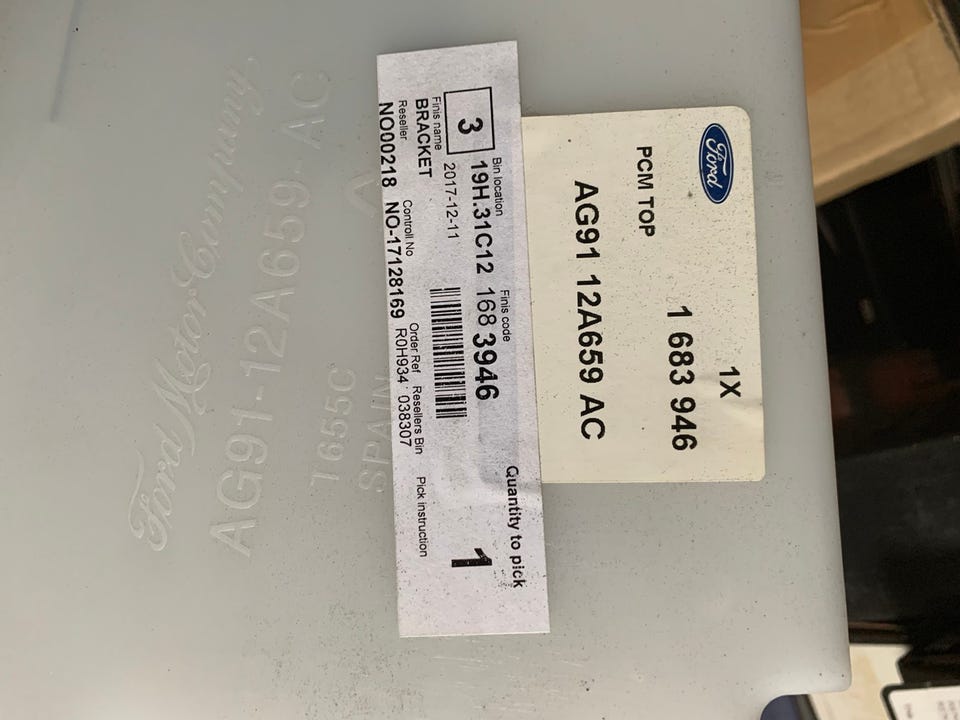 Ford
PCM TOP
1X
1 683 946
AG91 12A659 AC
Quantity to pick
1
Bin location
Finis code
3
19H.31C12
168 3946
2017-12-11
Finis name
BRACKET
Reseller
Controll No
Order Ref
Resellers Bin
Pick instruction
NO00218
NO-17128169
R0H934
038307
Ford Motor Company
AG91-12A659-AC
1655C
SPAIN